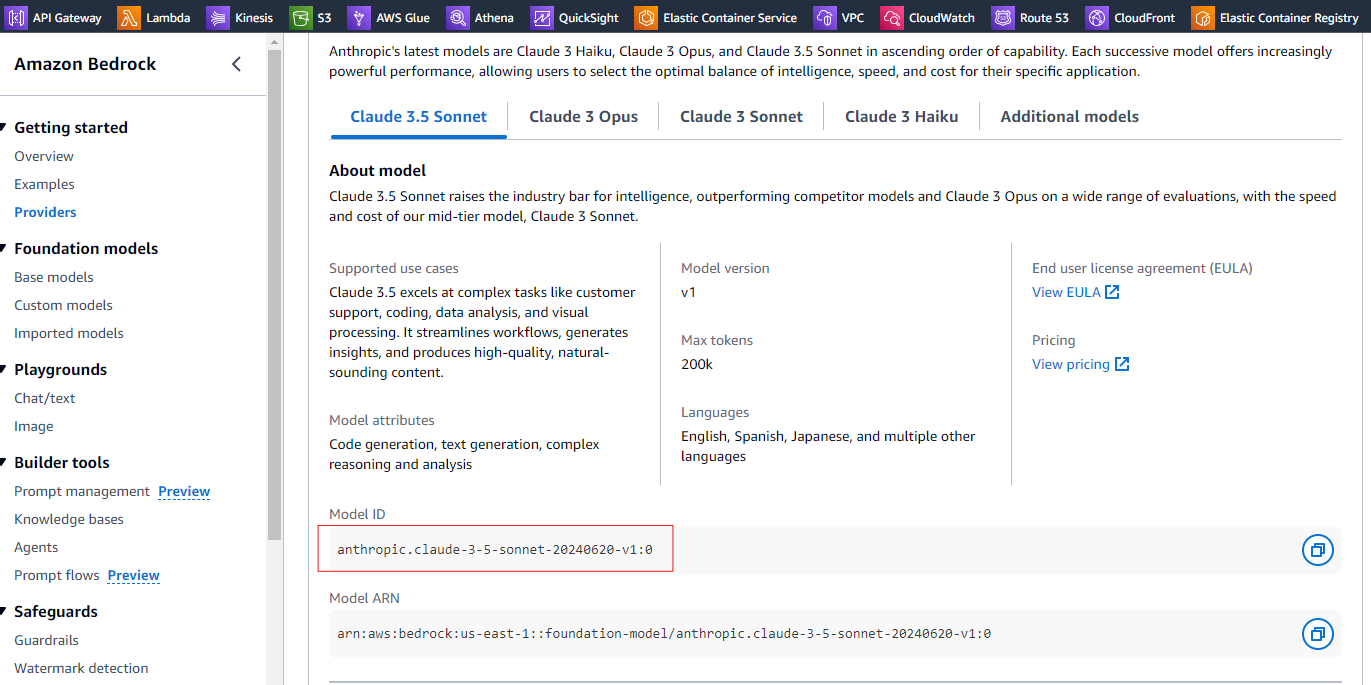 API Gateway Lambda Kinesis S3 AWS Glue Athena QuickSight Elastic Container Service VPC CloudWatch Route 53 CloudFront Elastic Container Registry
Amazon Bedrock
Getting started
Overview
Examples
Providers
Foundation models
Base models
Custom models
Imported models
Playgrounds
Chat/text
Image
Builder tools
Prompt management Preview
Knowledge bases
Agents
Prompt flows Preview
Safeguards
Guardrails
Watermark detection
Anthropic's latest models are Claude 3 Haiku, Claude 3 Opus, and Claude 3.5 Sonnet in ascending order of capability. Each successive model offers increasingly
powerful performance, allowing users to select the optimal balance of intelligence, speed, and cost for their specific application.
Claude 3.5 Sonnet Claude 3 Opus Claude 3 Sonnet Claude 3 Haiku Additional models
About model
Claude 3.5 Sonnet raises the industry bar for intelligence, outperforming competitor models and Claude 3 Opus on a wide range of evaluations, with the speed
and cost of our mid-tier model, Claude 3 Sonnet.
Supported use cases
Claude 3.5 excels at complex tasks like customer
support, coding, data analysis, and visual
processing. It streamlines workflows, generates
insights, and produces high-quality, natural-
sounding content.
Model attributes
Code generation, text generation, complex
reasoning and analysis
Model version
v1
Max tokens
200k
Languages
English, Spanish, Japanese, and multiple other
languages
End user license agreement (EULA)
View EULA
Pricing
View pricing
Model ID
anthropic.claude-3-5-sonnet-20240620-v1:0
Model ARN
arn:aws:bedrock:us-east-1::foundation-model/anthropic.claude-3-5-sonnet-20240620-v1:0